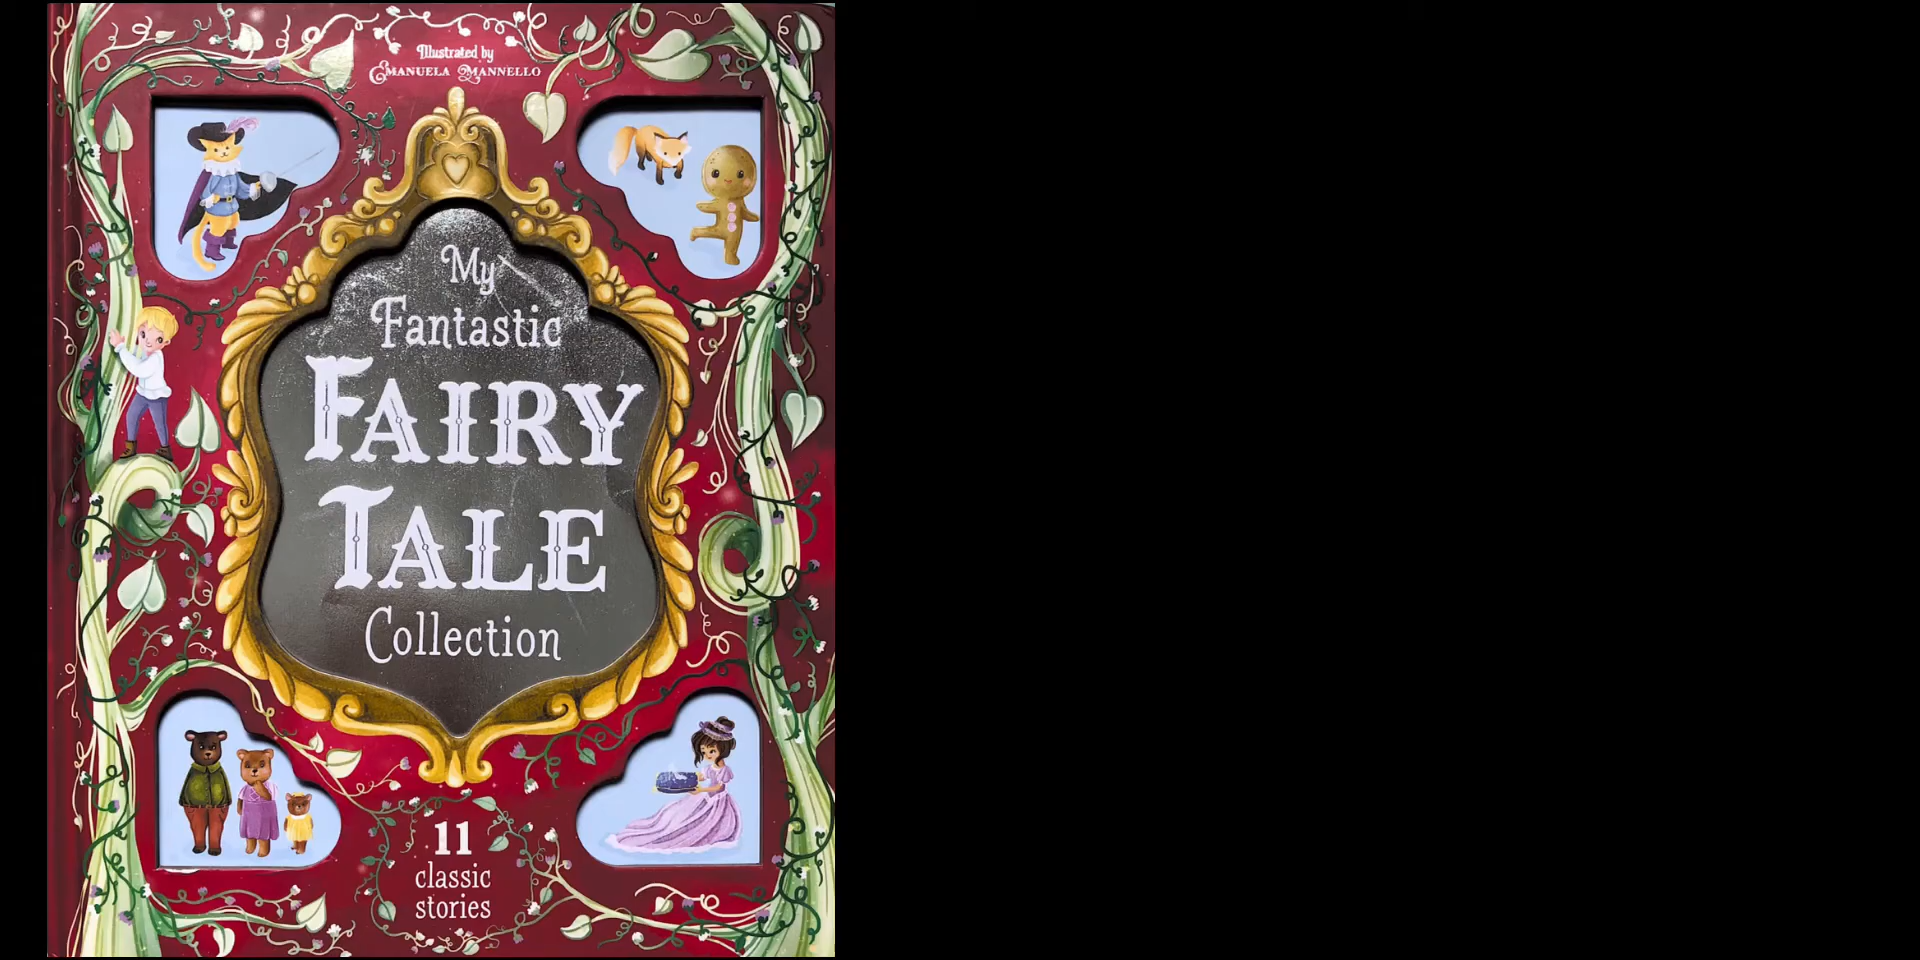 Illustrated by
EMANUELA MANNELLO
My
Fantastic
FAIRY
TALE
Collection
11
classic
stories